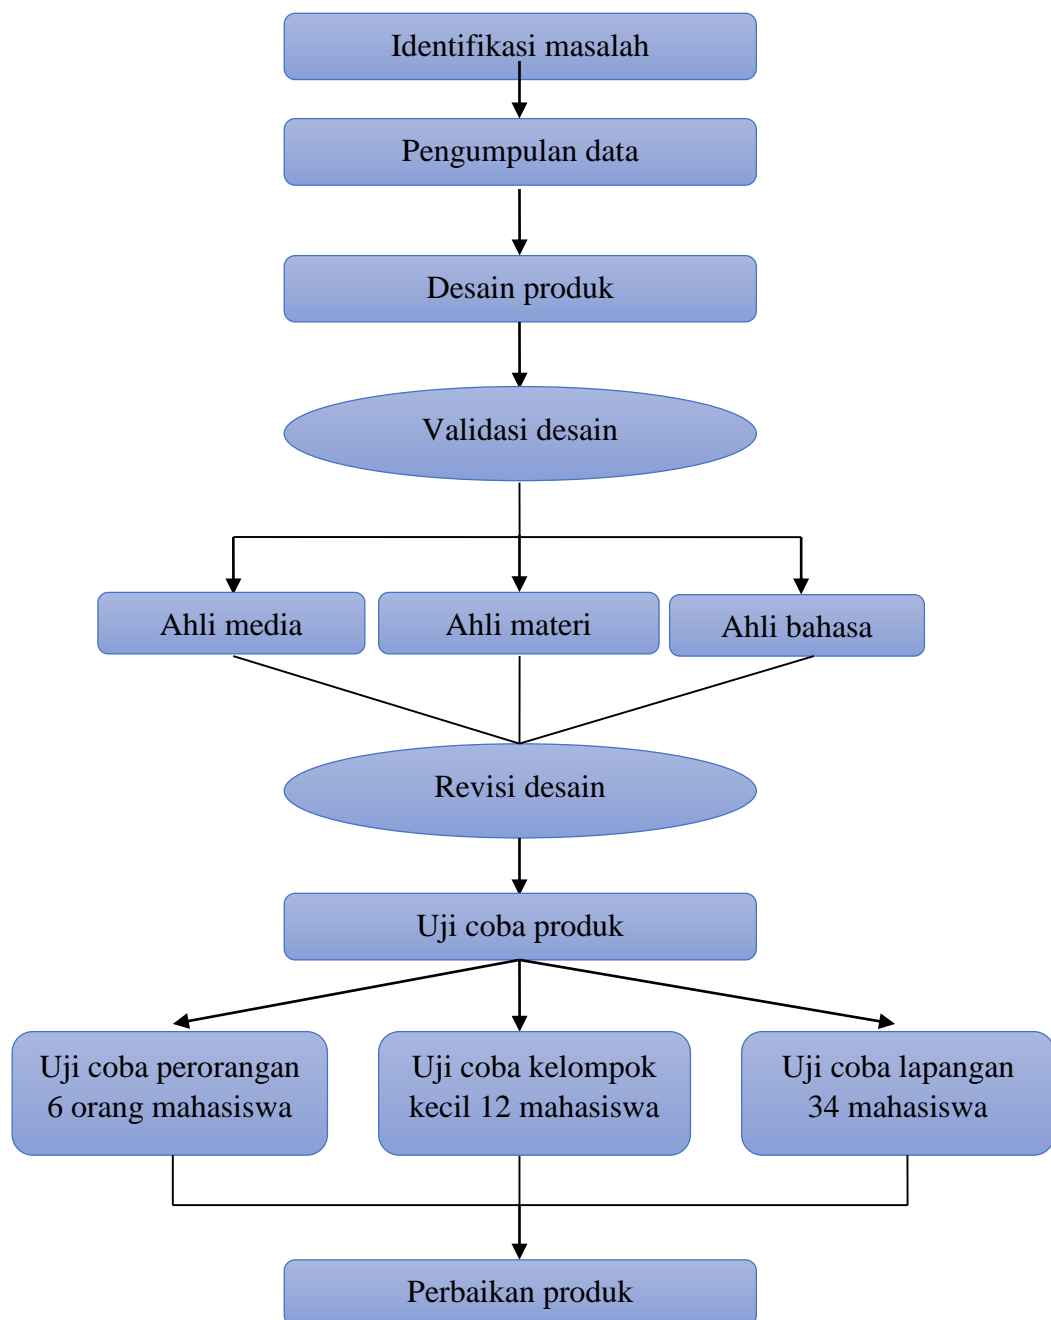 Identifikasi masalah
Pengumpulan data
Desain produk
Validasi desain
Ahli media
Ahli materi
Ahli bahasa
Revisi desain
Uji coba produk
Uji coba perorangan
6 orang mahasiswa
Uji coba kelompok
kecil 12 mahasiswa
Uji coba lapangan
34 mahasiswa
Perbaikan produk